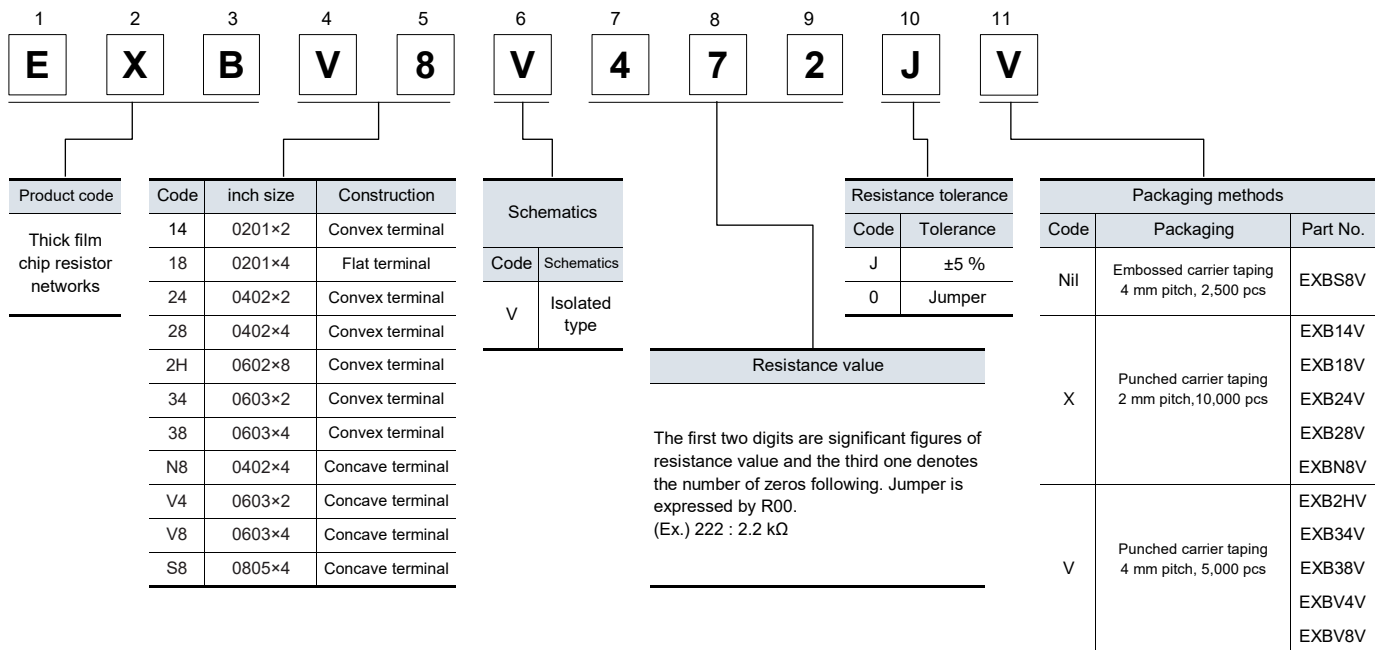 1 2 3 4 5 6 7 8 9 10 11
E X B V 8 V 4 7 2 J V
Product code
Thick film
chip resistor
networks
Code inch size Construction
14 0201×2 Convex terminal
18 0201×4 Flat terminal
24 0402×2 Convex terminal
28 0402×4 Convex terminal
2H 0602×8 Convex terminal
34 0603×2 Convex terminal
38 0603×4 Convex terminal
N8 0402×4 Concave terminal
V4 0603×2 Concave terminal
V8 0603×4 Concave terminal
S8 0805×4 Concave terminal
Schematics
Code Schematics
V Isolated
type
Resistance value
The first two digits are significant figures of
resistance value and the third one denotes
the number of zeros following. Jumper is
expressed by R00.
(Ex.) 222 : 2.2 kΩ
Resistance tolerance
Code Tolerance
J ±5 %
0 Jumper
Packaging methods
Code Packaging Part No.
Nil Embossed carrier taping
4 mm pitch, 2,500 pcs EXBS8V
X Punched carrier taping
2 mm pitch,10,000 pcs
EXB14V
EXB18V
EXB24V
EXB28V
EXBN8V
V Punched carrier taping
4 mm pitch, 5,000 pcs
EXB2HV
EXB34V
EXB38V
EXBV4V
EXBV8V